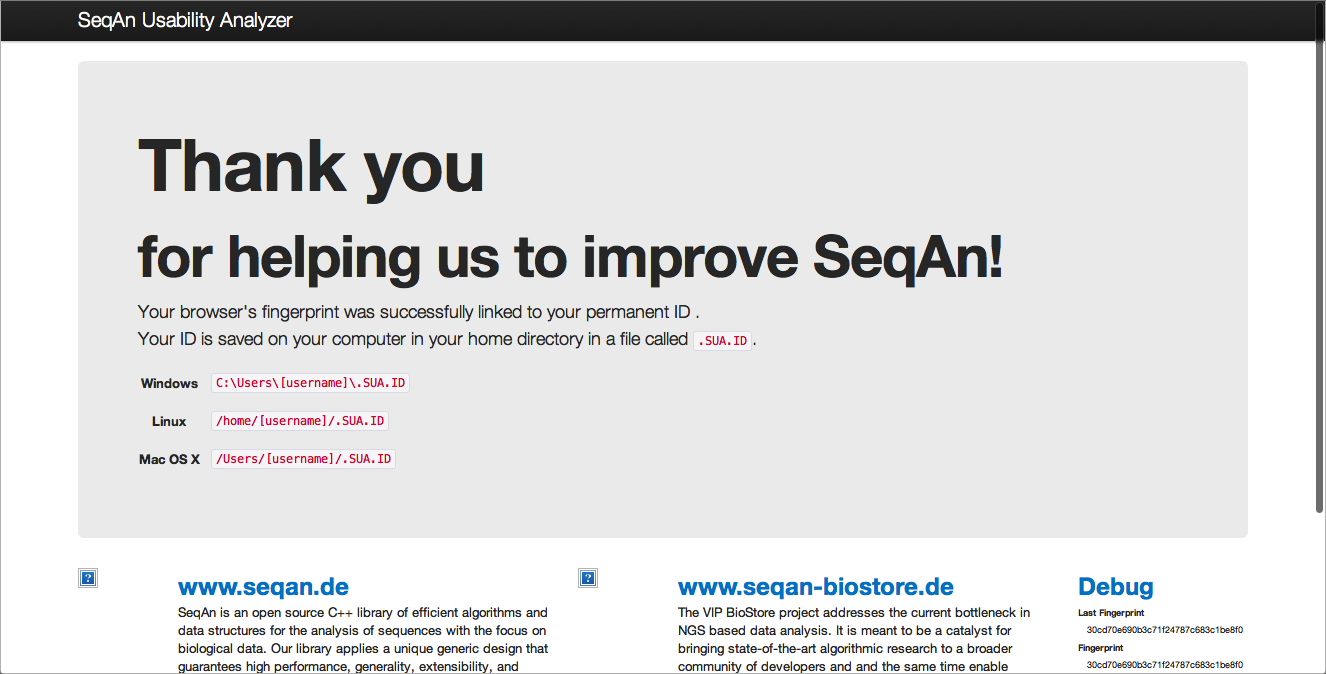 SeqAn Usability Analyzer
Thank you
for helping us to improve SeqAn!
Your browser's fingerprint was successfully linked to your permanent ID .
Your ID is saved on your computer in your home directory in a file called .SUA.ID.
Windows C:\Users\[username]\.SUA.ID
Linux /home/[username]/.SUA.ID
Mac OS X /Users/[username]/.SUA.ID
www.seqan.de
SeqAn is an open source C++ library of efficient algorithms and
data structures for the analysis of sequences with the focus on
biological data. Our library applies a unique generic design that
guarantees high performance, generality, extensibility, and
www.seqan-biostore.de
The VIP BioStore project addresses the current bottleneck in
NGS based data analysis. It is meant to be a catalyst for
bringing state-of-the-art algorithmic research to a broader
community of developers and and the same time enable
Debug
Last Fingerprint
30cd70e690b3c71f24787c683c1be8f0
Fingerprint
30cd70e690b3c71f24787c683c1be8f0